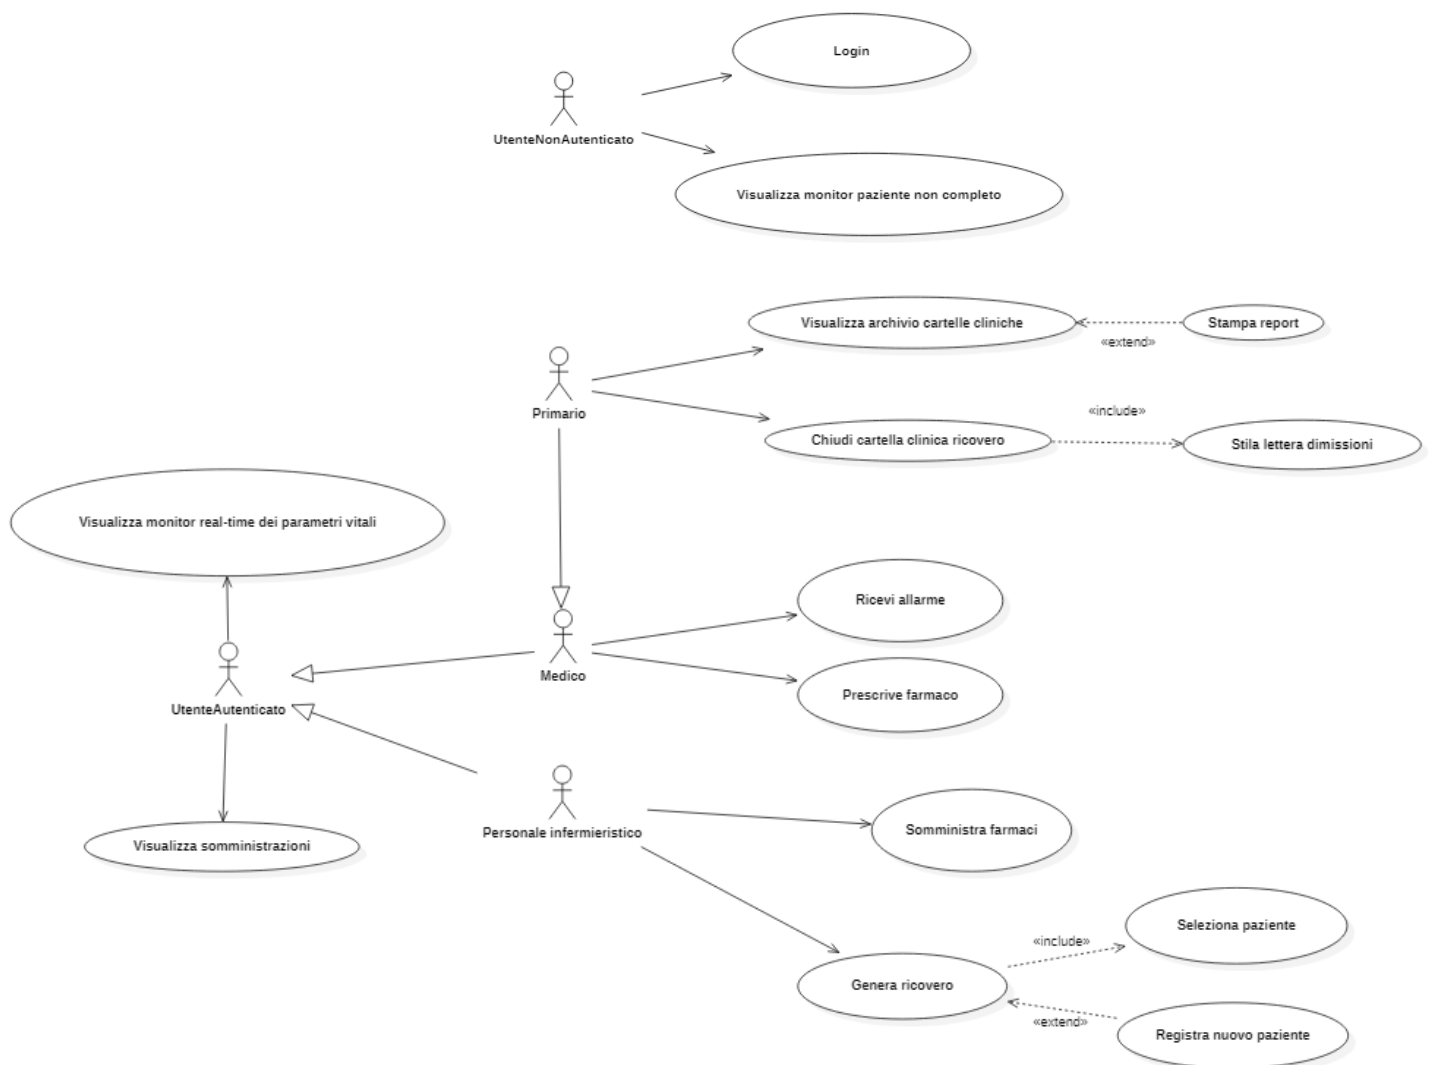 Login
UtenteNonAutenticato
Visualizza monitor paziente non completo
Visualizza archivio cartelle cliniche
Stampa report
«extend»
Primario
«include»
Chiudi cartella clinica ricovero
Stila lettera dimissioni
Visualizza monitor real-time dei parametri vitali
Ricevi allarme
Medico
Prescrive farmaco
UtenteAutenticato
Personale infermieristico
Somministra farmaci
Visualizza somministrazioni
Seleziona paziente
«include»
Genera ricovero
«extend»
Registra nuovo paziente